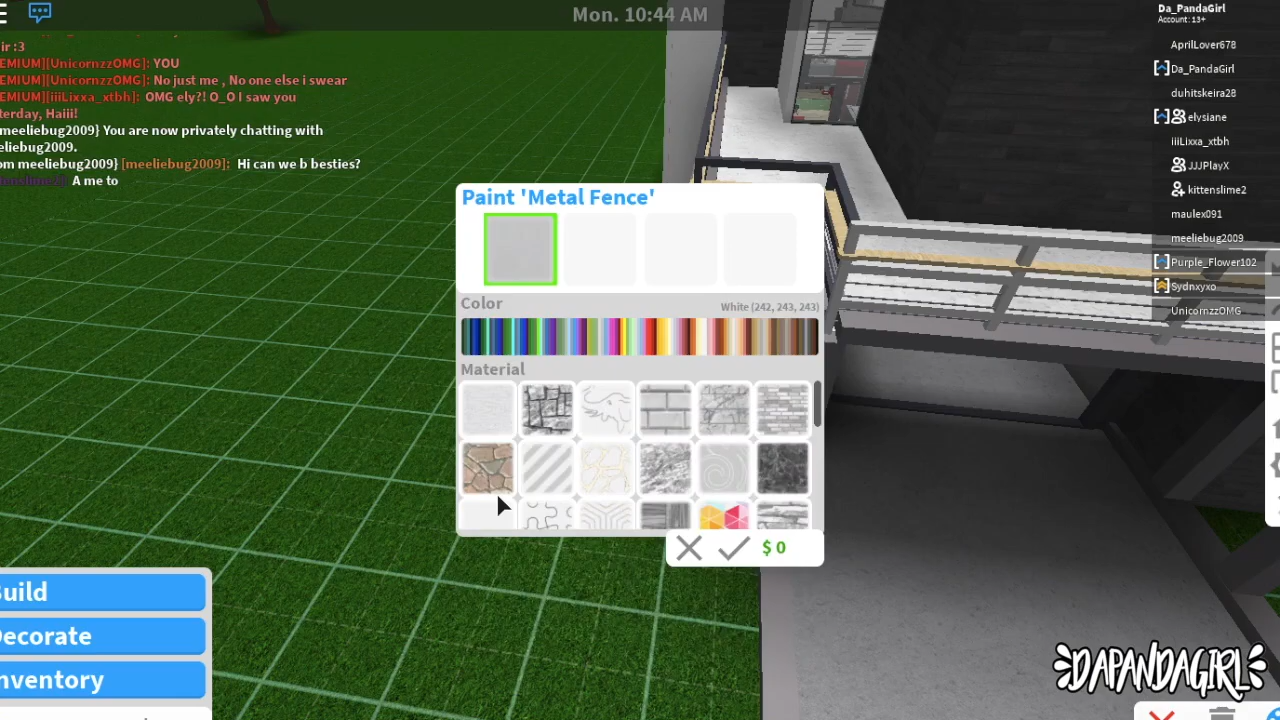 Mon. 10:44 AM
Da_PandaGirl
Account: 13+
ir :3
EMIUM][UnicornzzOMG]: YOU
EMIUM][UnicornzzOMG]: No just me , No one else i swear
EMIUM][iiiLixxa_xtbh]: OMG ely?! O_O I saw you
terday, Haiii!
meeliebug2009} You are now privately chatting with
eliebug2009.
om meeliebug2009} [meeliebug2009]: Hi can we b besties?
A me to
AprilLover678
Da_PandaGirl
duhitskeira28
elysiane
iiiLixxa_xtbh
JJJPlayX
kittenslime2
maulex091
meeliebug2009
Purple_Flower102
Sydnxyxo
UnicornzzOMG
Paint 'Metal Fence'
Color
White {242, 243, 243}
Material
$ 0
Build
Decorate
nventory
DAPANDAGIRL